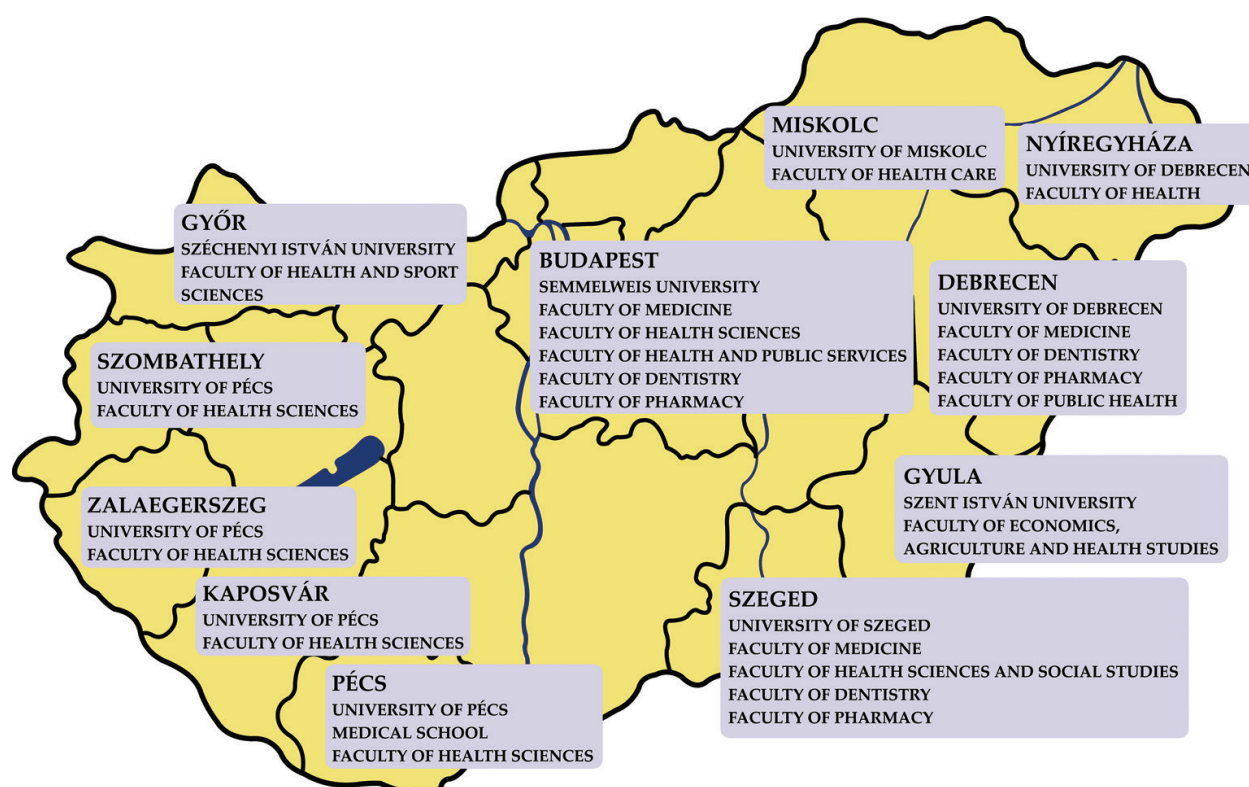 MISKOLC
UNIVERSITY OF MISKOLC
FACULTY OF HEALTH CARE
NYÍREGYHÁZA
UNIVERSITY OF DEBRECEN
FACULTY OF HEALTH
GYŐR
SZÉCHENYI ISTVÁN UNIVERSITY
FACULTY OF HEALTH AND SPORT
SCIENCES
BUDAPEST
SEMMELWEIS UNIVERSITY
FACULTY OF MEDICINE
FACULTY OF HEALTH SCIENCES
FACULTY OF HEALTH AND PUBLIC SERVICES
FACULTY OF DENTISTRY
FACULTY OF PHARMACY
DEBRECEN
UNIVERSITY OF DEBRECEN
FACULTY OF MEDICINE
FACULTY OF DENTISTRY
FACULTY OF PHARMACY
FACULTY OF PUBLIC HEALTH
SZOMBATHELY
UNIVERSITY OF PÉCS
FACULTY OF HEALTH SCIENCES
GYULA
SZENT ISTVÁN UNIVERSITY
FACULTY OF ECONOMICS,
AGRICULTURE AND HEALTH STUDIES
ZALAEGERSZEG
UNIVERSITY OF PÉCS
FACULTY OF HEALTH SCIENCES
KAPOSVÁR
UNIVERSITY OF PÉCS
FACULTY OF HEALTH SCIENCES
SZEGED
UNIVERSITY OF SZEGED
FACULTY OF MEDICINE
FACULTY OF HEALTH SCIENCES AND SOCIAL STUDIES
FACULTY OF DENTISTRY
FACULTY OF PHARMACY
PÉCS
UNIVERSITY OF PÉCS
MEDICAL SCHOOL
FACULTY OF HEALTH SCIENCES